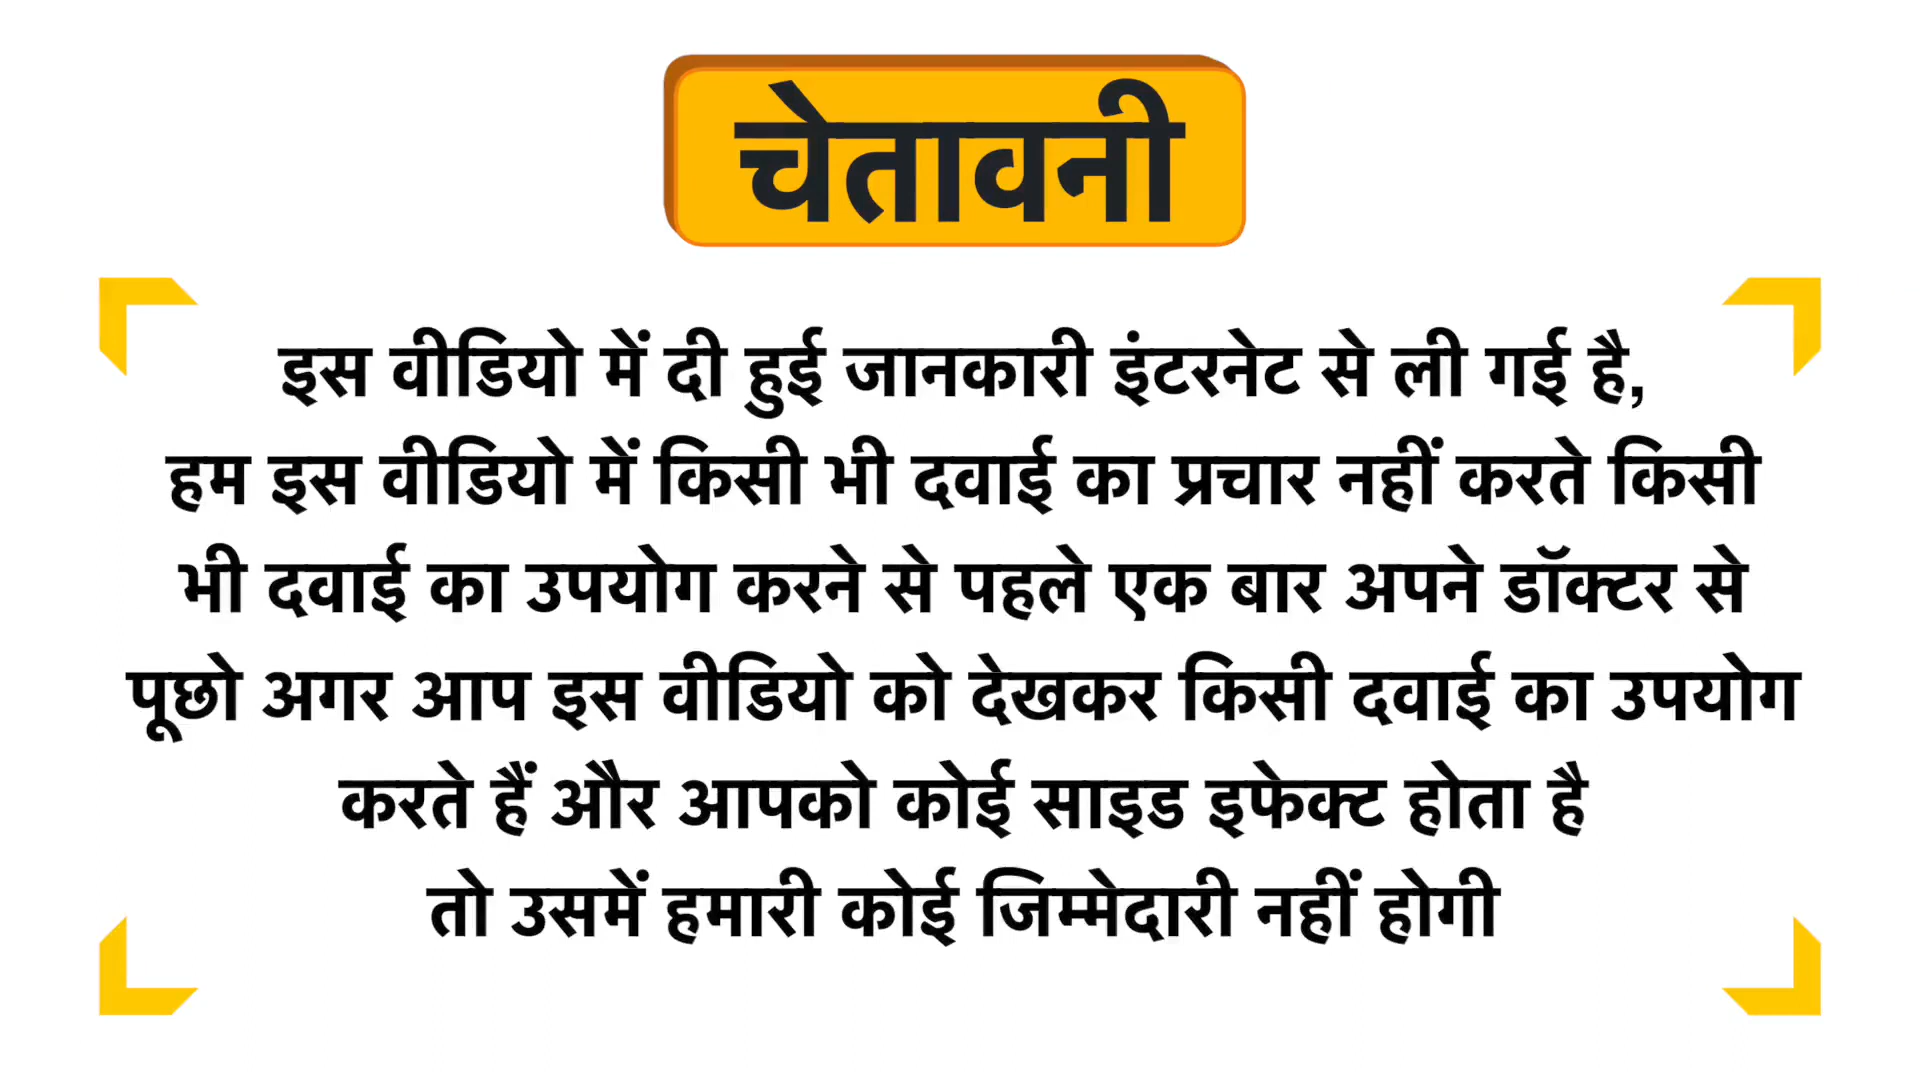 चेतावनी
इस वीडियो में दी हुई जानकारी इंटरनेट से ली गई है,
हम इस वीडियो में किसी भी दवाई का प्रचार नहीं करते किसी
भी दवाई का उपयोग करने से पहले एक बार अपने डॉक्टर से
पूछो अगर आप इस वीडियो को देखकर किसी दवाई का उपयोग
करते हैं और आपको कोई साइड इफेक्ट होता है
तो उसमें हमारी कोई जिम्मेदारी नहीं होगी